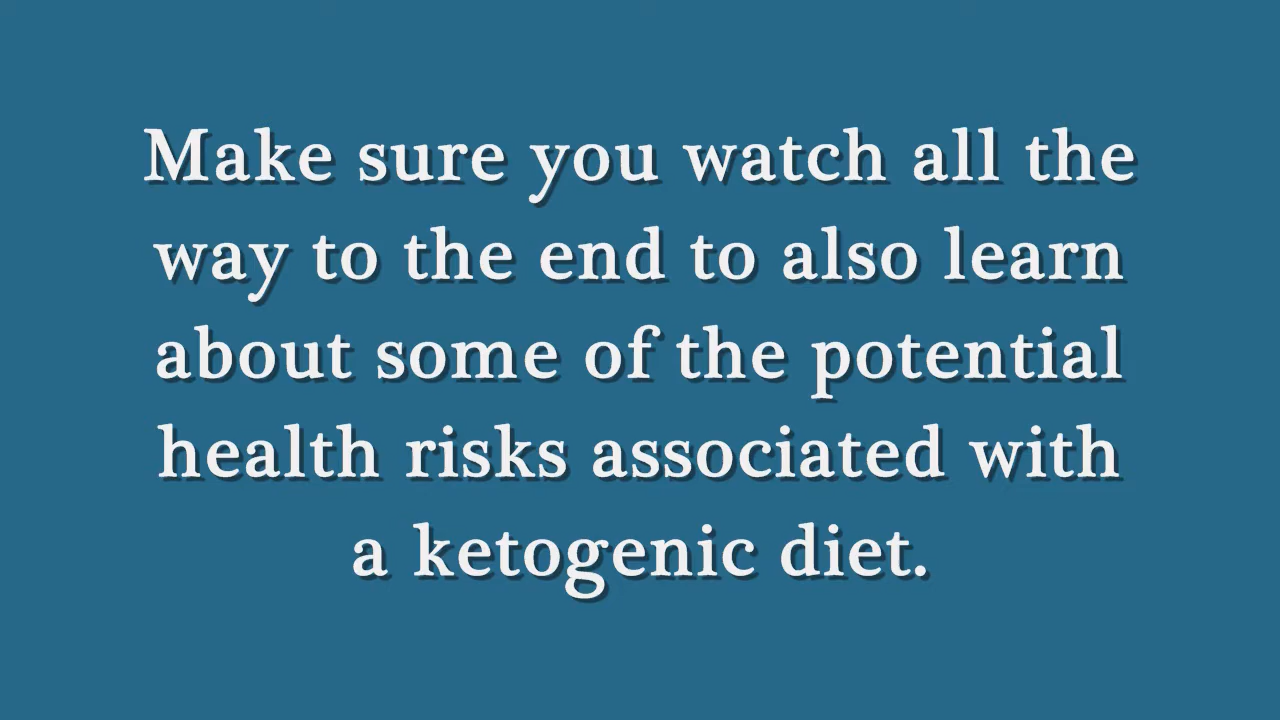 Make sure you watch all the
way to the end to also learn
about some of the potential
health risks associated with
a ketogenic diet.